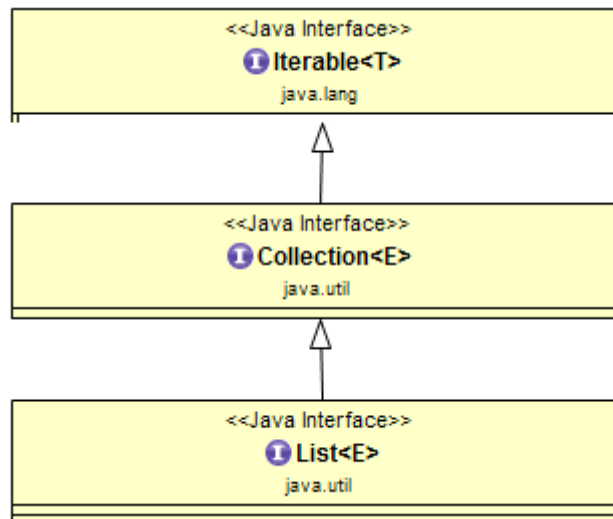 <<Java Interface>>
I Iterable<T>
java.lang
<<Java Interface>>
I Collection<E>
java.util
<<Java Interface>>
I List<E>
java.util